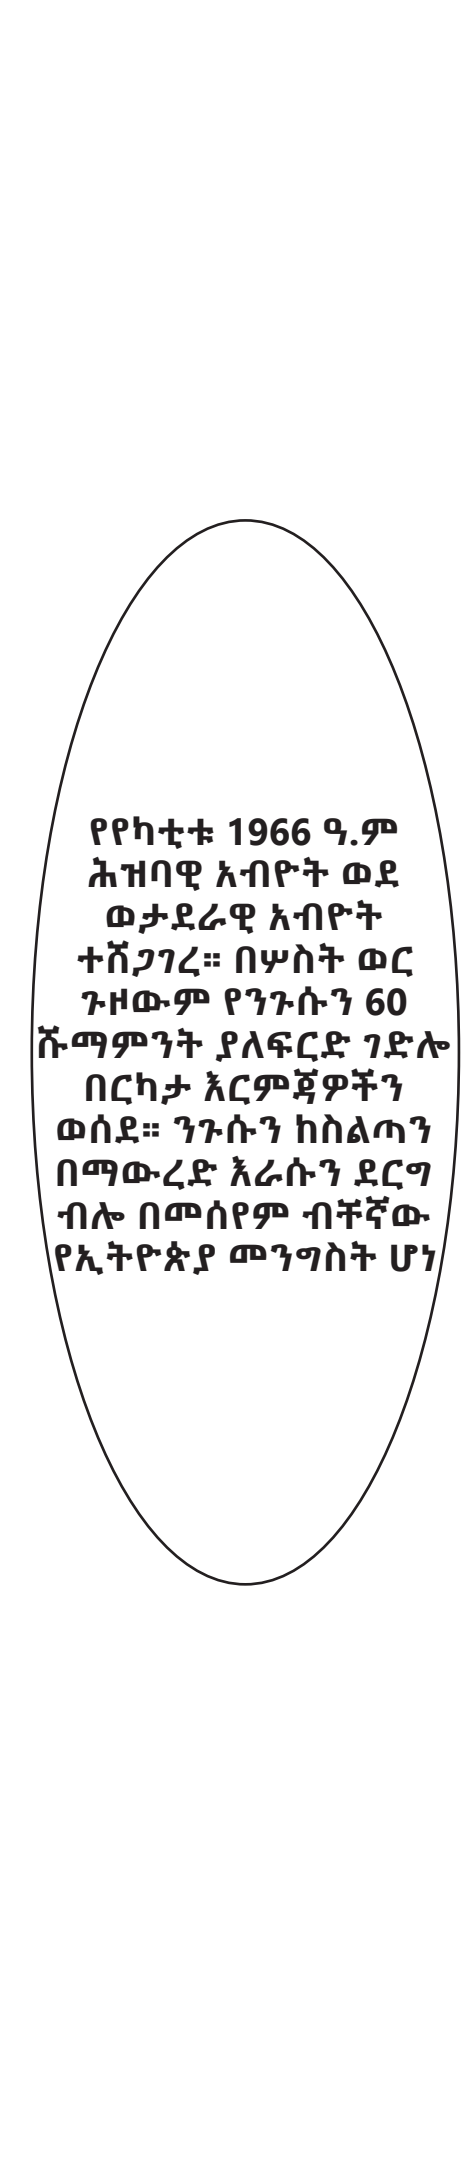 የየካቲቱ 1966 ዓ.ም
ሕዝባዊ አብዮት ወደ
ወታደራዊ አብዮት
ተሸጋገረ። በሦስት ወር
ጉዞውም የንጉሱን 60
ሹማምንት ያለፍርድ ገድሎ
በርካታ እርምጃዎችን
ወሰደ። ንጉሱን ከስልጣን
በማውረድ እራሱን ደርግ
ብሎ በመሰየም ብቸኛው
የኢትዮጵያ መንግስት ሆነ